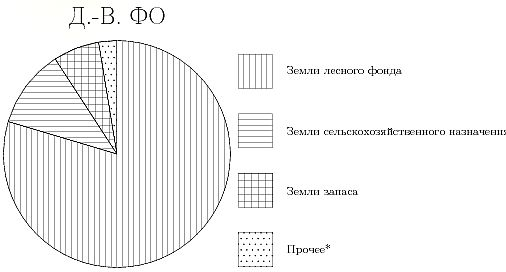 Д.-В. ФО
Земли лесного фонда
Земли сельскохозяйственного назначени
Земли запаса
Прочее*